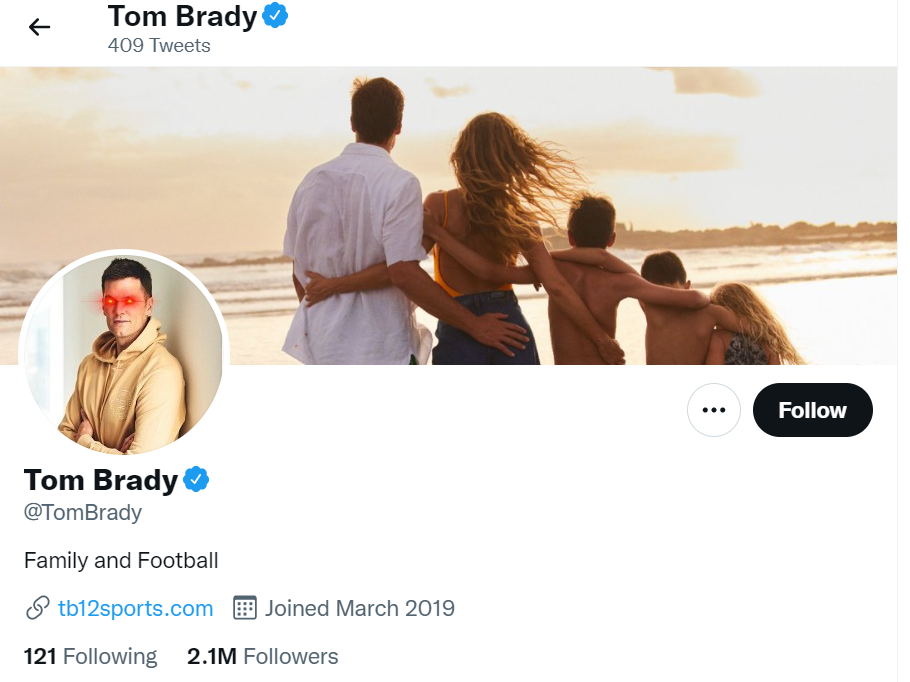 Tom Brady
409 Tweets
Follow
Tom Brady
@TomBrady
Family and Football
tb12sports.com Joined March 2019
121 Following 2.1M Followers